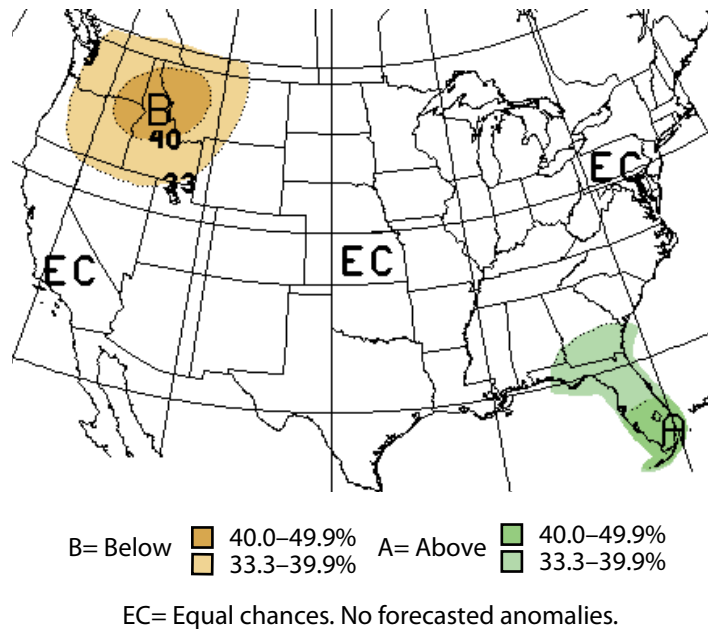 B
40
33
EC
EC
EC
A
B= Below 40.0–49.9% A= Above 40.0–49.9%
33.3–39.9% 33.3–39.9%
EC= Equal chances. No forecasted anomalies.